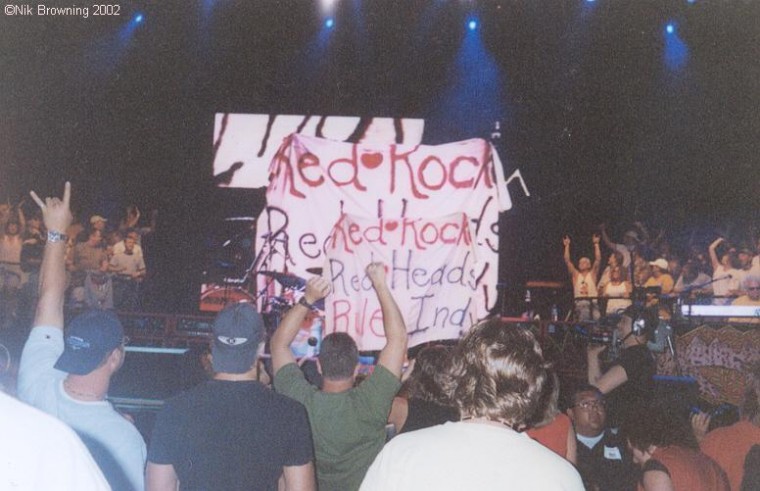 ©Nik Browning 2002
Red♥Rock
Red♥Rock
Red Heads
Rule Indy